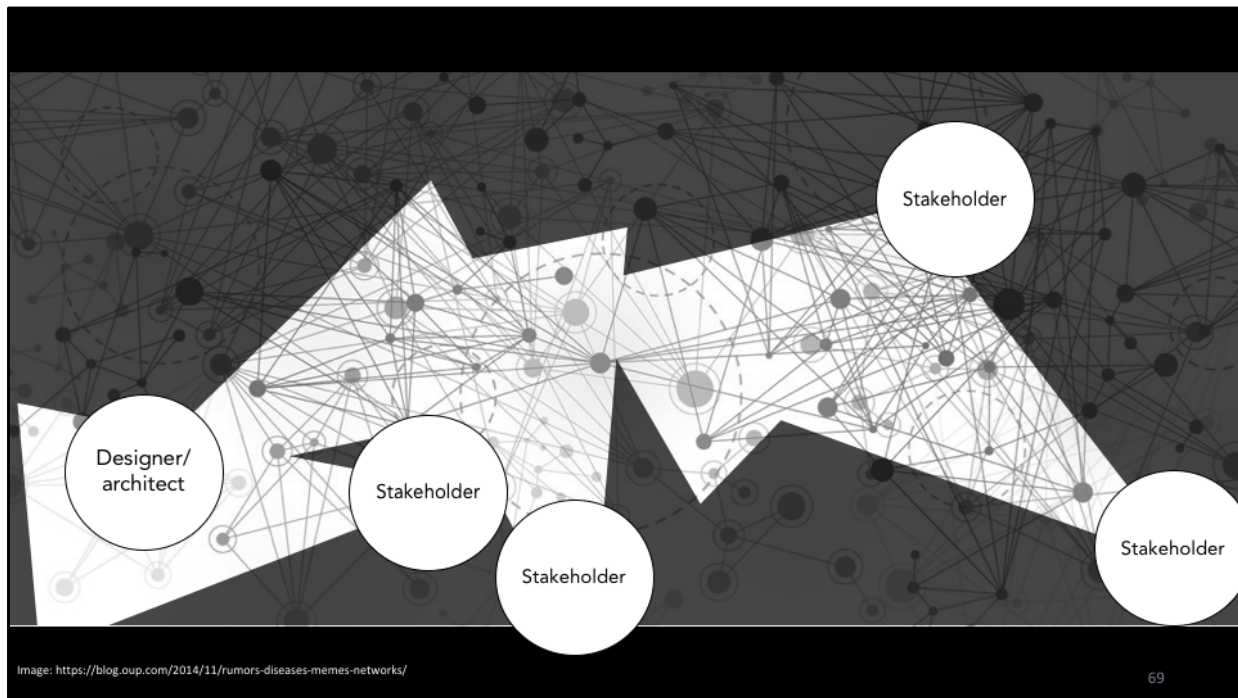 Stakeholder
Designer/
architect
Stakeholder
Stakeholder
Stakeholder
Image: https://blog.oup.com/2014/11/rumors-diseases-memes-networks/
69